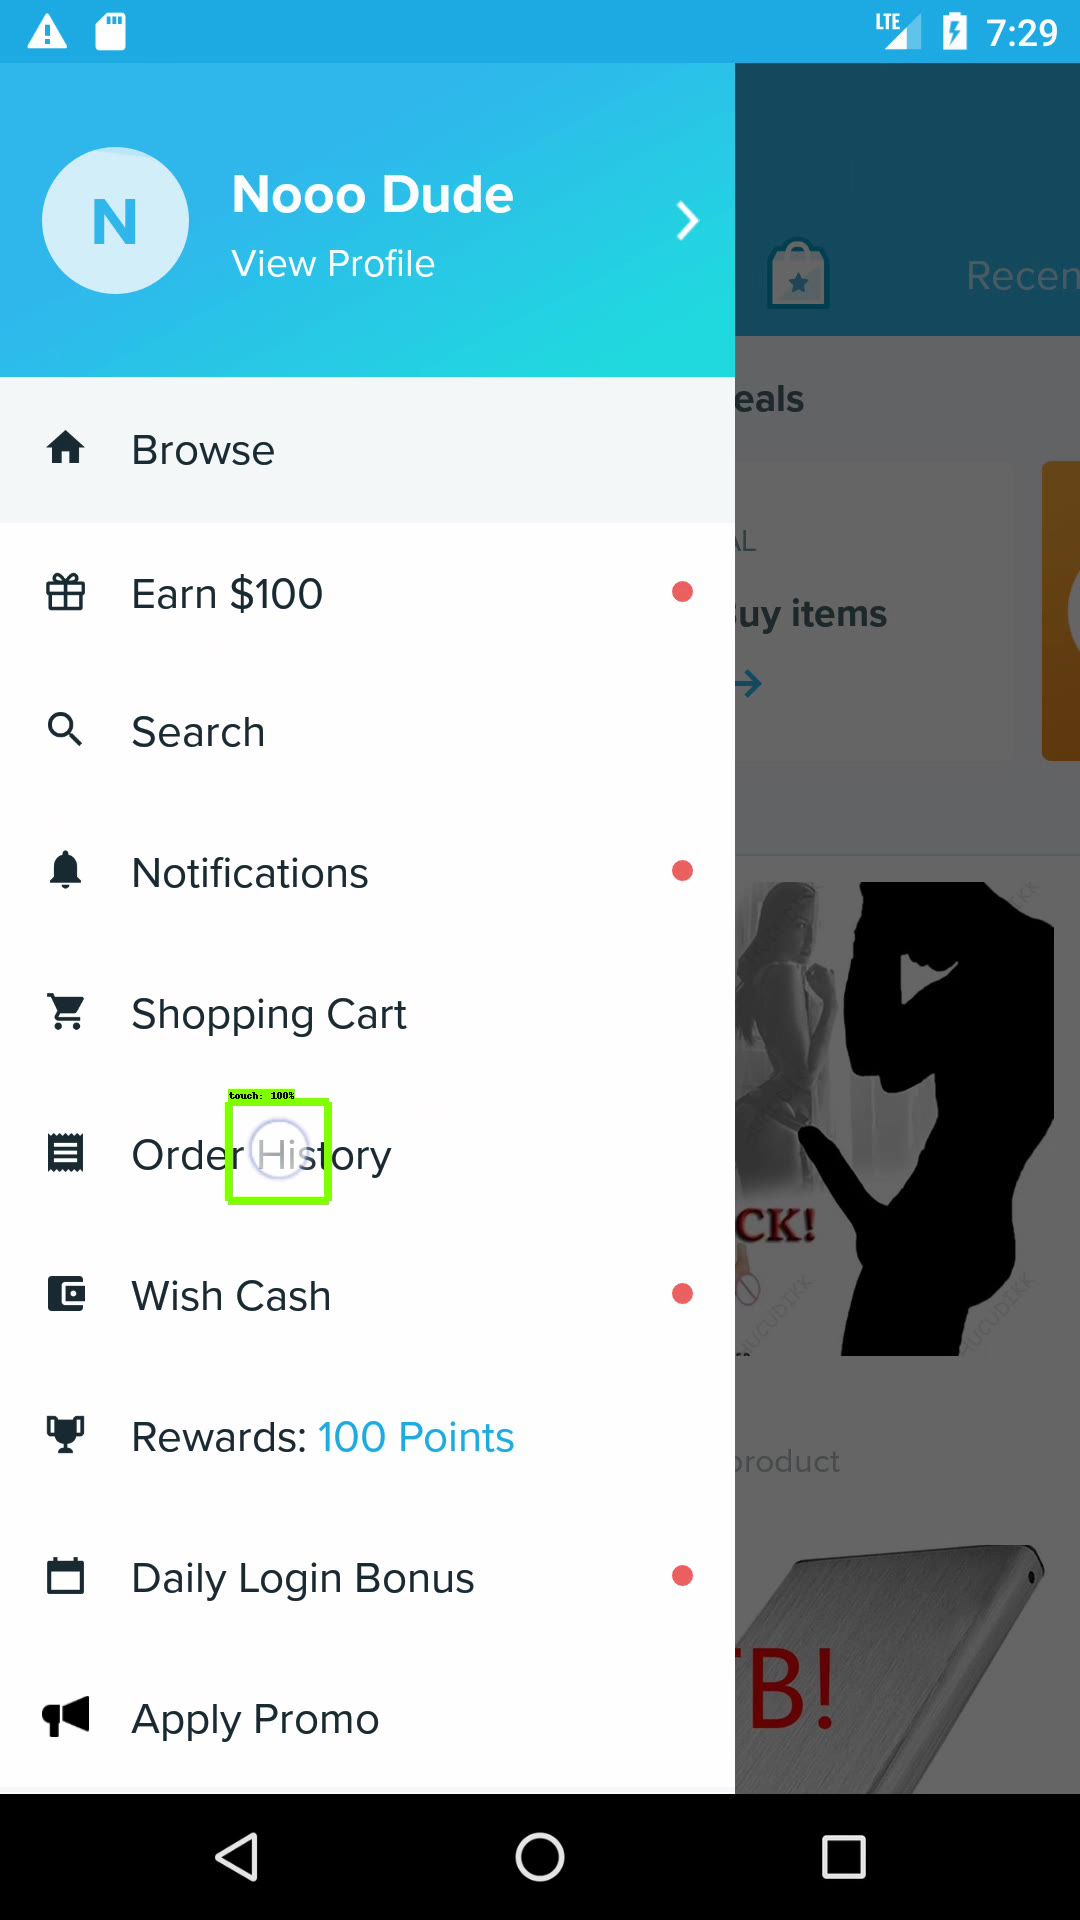 LTE 7:29
N
Nooo Dude
View Profile
Recen
Browse
eals
AL
Earn $100
uy items
Search
Notifications
Shopping Cart
touch: 100%
Order History
CK!
Wish Cash
Rewards: 100 Points
product
Daily Login Bonus
TB!
Apply Promo